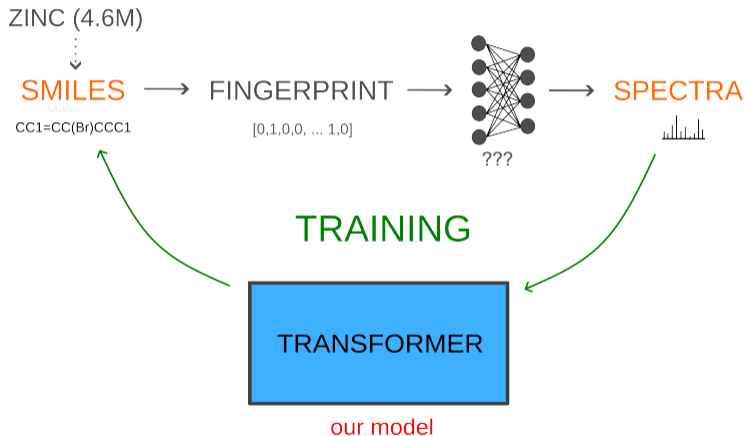 ZINC (4.6M)
SMILES
FINGERPRINT
SPECTRA
CC1=CC(Br)CCC1
[0,1,0,0, ... 1,0]
???
TRAINING
TRANSFORMER
our model